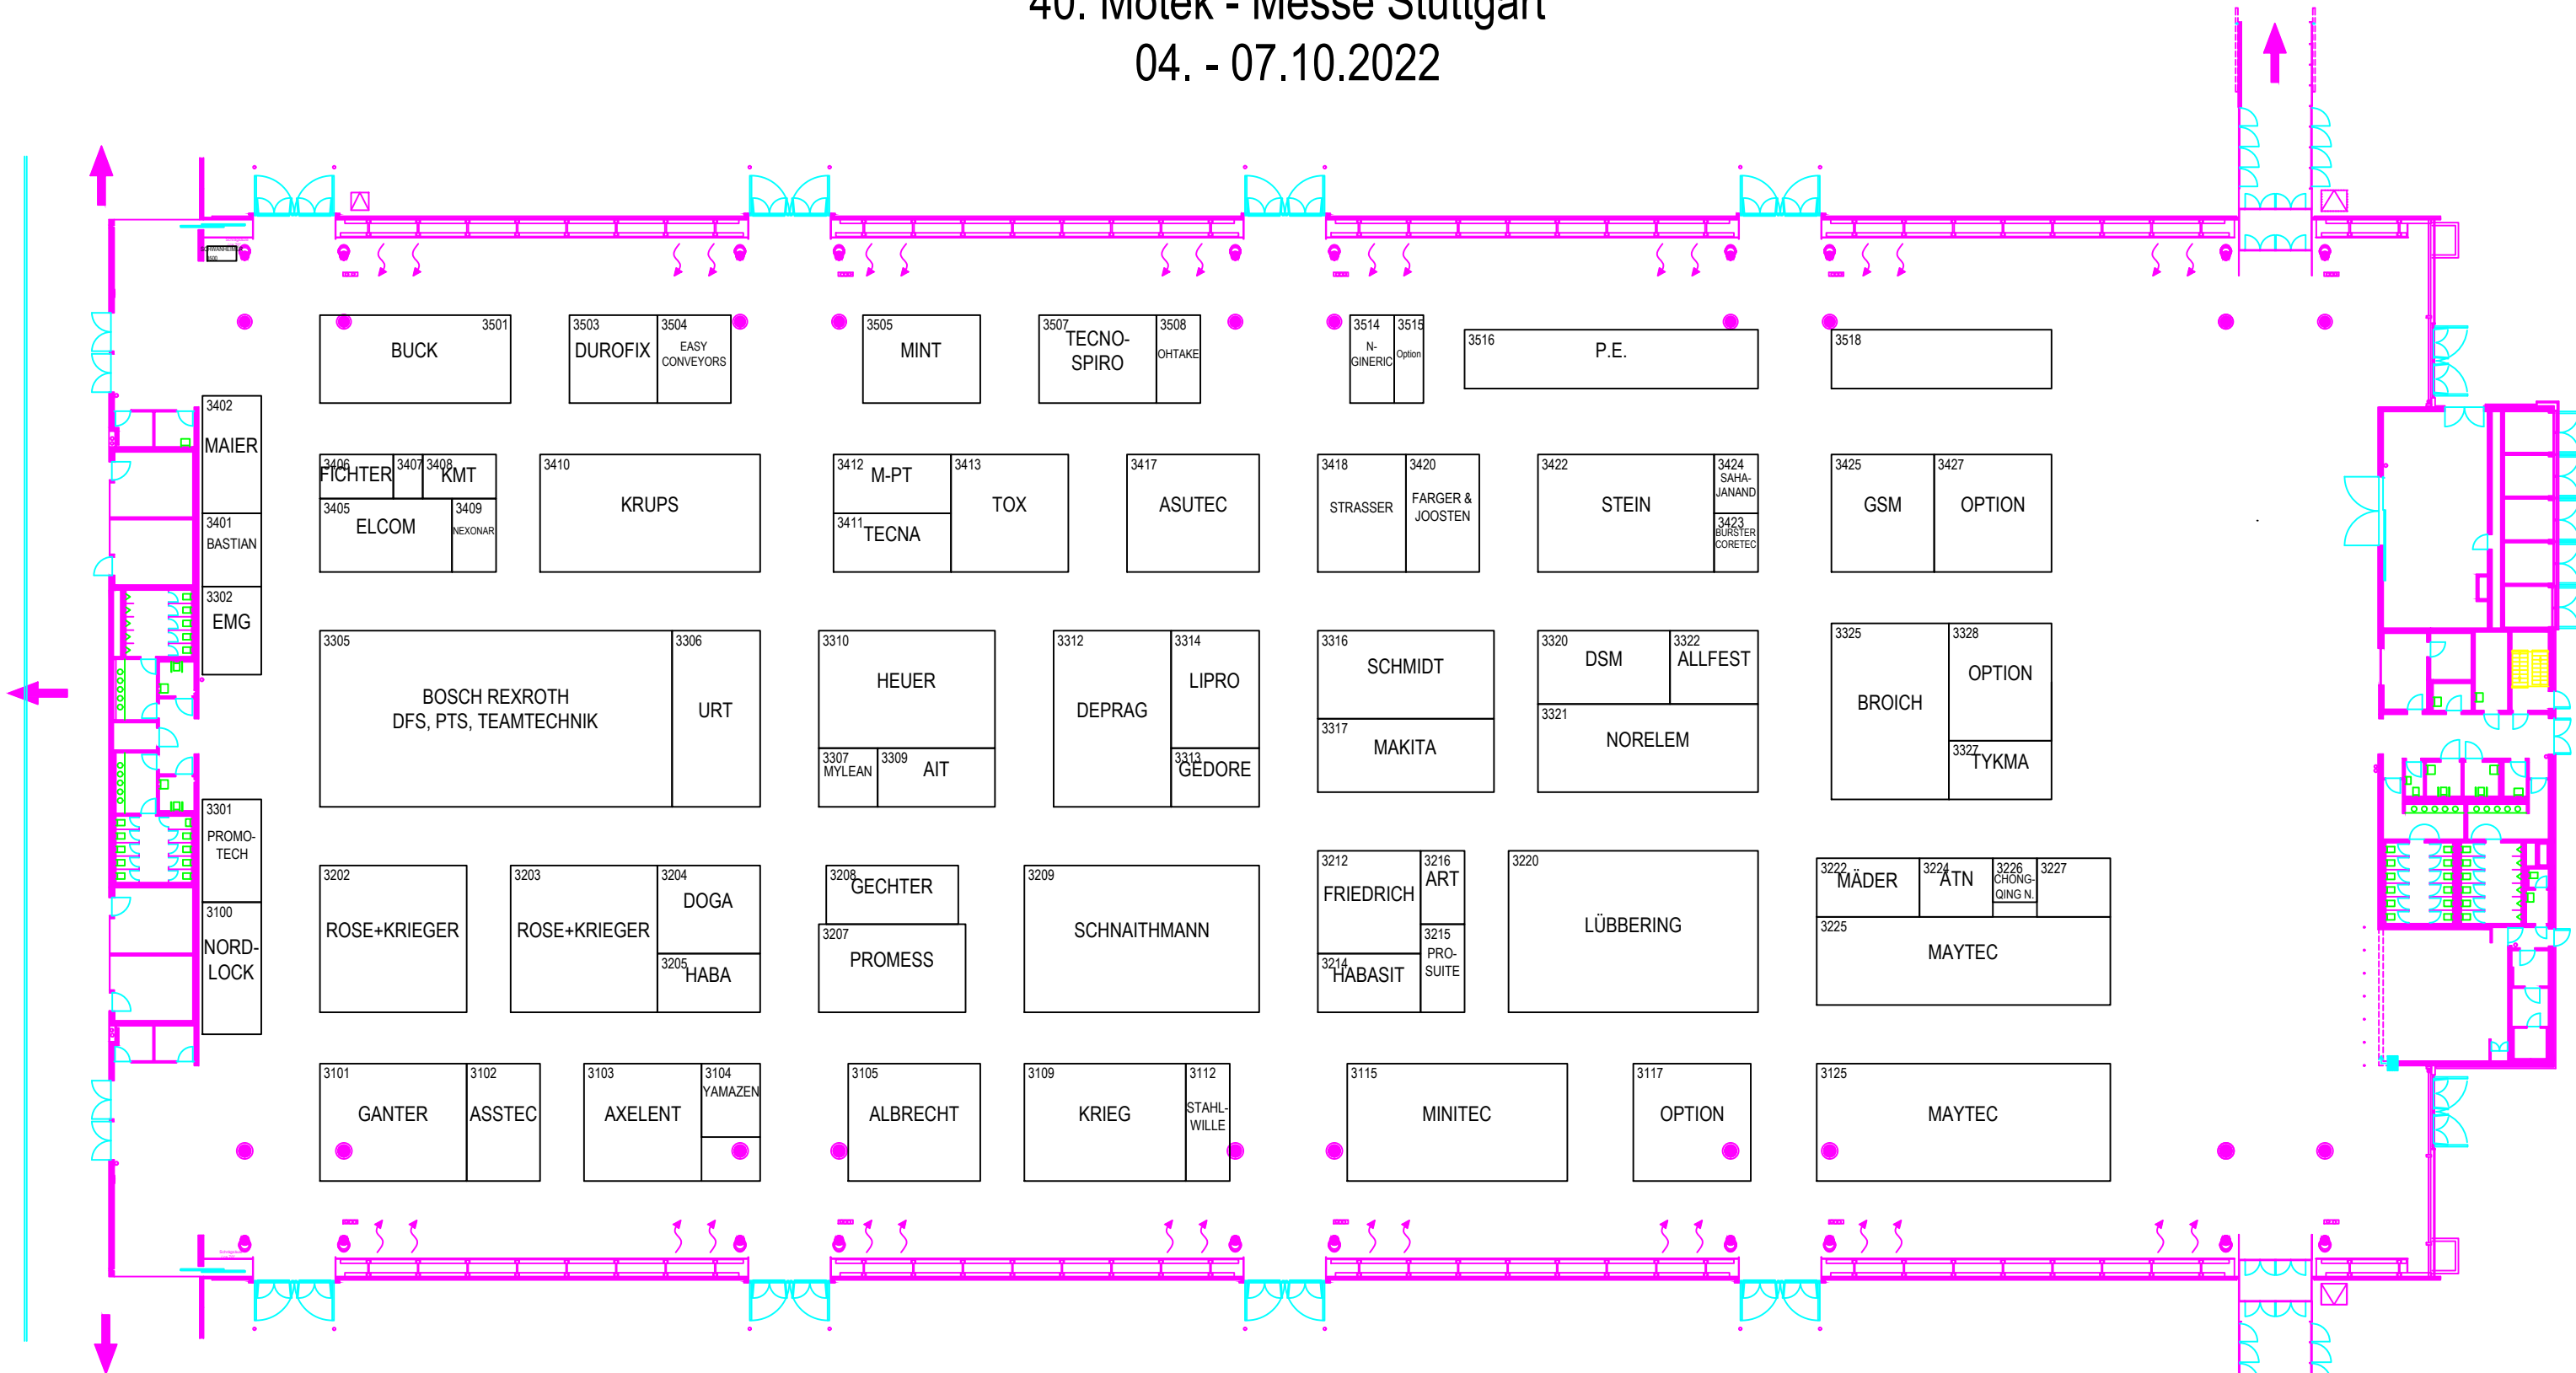 40. Motek - Messe Stuttgart
04. - 07.10.2022
3501
BUCK
3503
DUROFIX
3504
EASY
CONVEYORS
3505
MINT
3507
TECNO-
SPIRO
3508
OHTAKE
3514
N-
GINERIC
3515
Option
3516
P.E.
3518
3402
MAIER
3401
BASTIAN
3302
EMG
3406
FICHTER
3407
3408
KMT
3405
ELCOM
3409
NEXONAR
3410
KRUPS
3412
M-PT
3411
TECNA
3413
TOX
3417
ASUTEC
3418
STRASSER
3420
FARGER &
JOOSTEN
3422
STEIN
3424
SAHA-
JANAND
3423
BURSTER
CORETEC
3425
GSM
3427
OPTION
3305
BOSCH REXROTH
DFS, PTS, TEAMTECHNIK
3306
URT
3310
HEUER
3307
MYLEAN
3309
AIT
3312
DEPRAG
3314
LIPRO
3313
GEDORE
3316
SCHMIDT
3317
MAKITA
3320
DSM
3322
ALLFEST
3321
NORELEM
3325
BROICH
3328
OPTION
3327
TYKMA
3301
PROMO-
TECH
3100
NORD-
LOCK
3202
ROSE+KRIEGER
3203
ROSE+KRIEGER
3204
DOGA
3205
HABA
3208
GECHTER
3207
PROMESS
3209
SCHNAITHMANN
3212
FRIEDRICH
3216
ART
3214
HABASIT
3215
PRO-
SUITE
3220
LÜBBERING
3222
MÄDER
3224
ATN
3226
CHONG-
QING N.
3227
3225
MAYTEC
3101
GANTER
3102
ASSTEC
3103
AXELENT
3104
YAMAZEN
3105
ALBRECHT
3109
KRIEG
3112
STAHL-
WILLE
3115
MINITEC
3117
OPTION
3125
MAYTEC